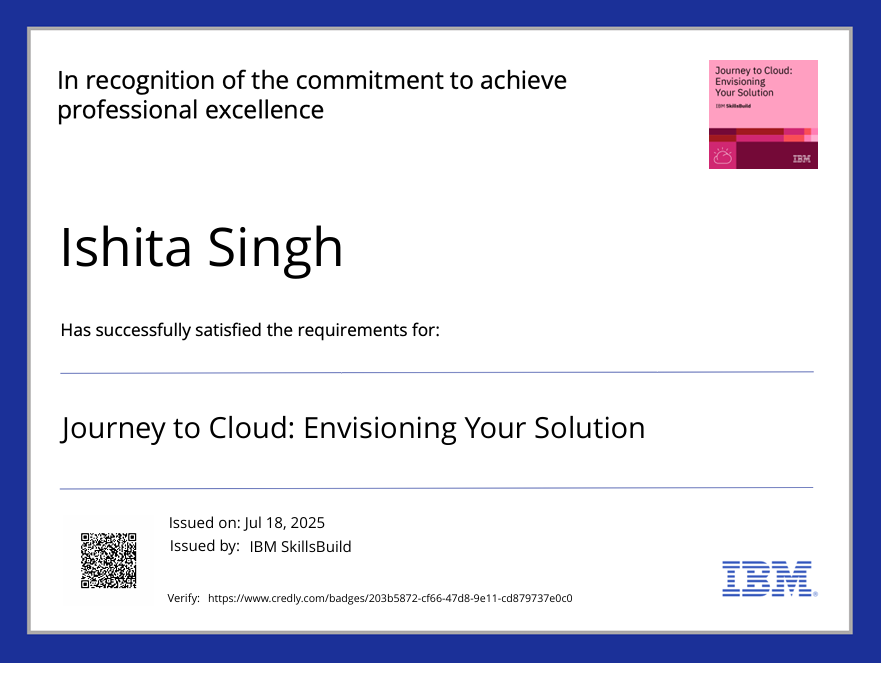 In recognition of the commitment to achieve
professional excellence
Journey to Cloud:
Envisioning
Your Solution
IBM SkillsBuild
IBM
Ishita Singh
Has successfully satisfied the requirements for:
Journey to Cloud: Envisioning Your Solution
Issued on: Jul 18, 2025
Issued by: IBM SkillsBuild
Verify: https://www.credly.com/badges/203b5872-cf66-47d8-9e11-cd879737e0c0
IBM®